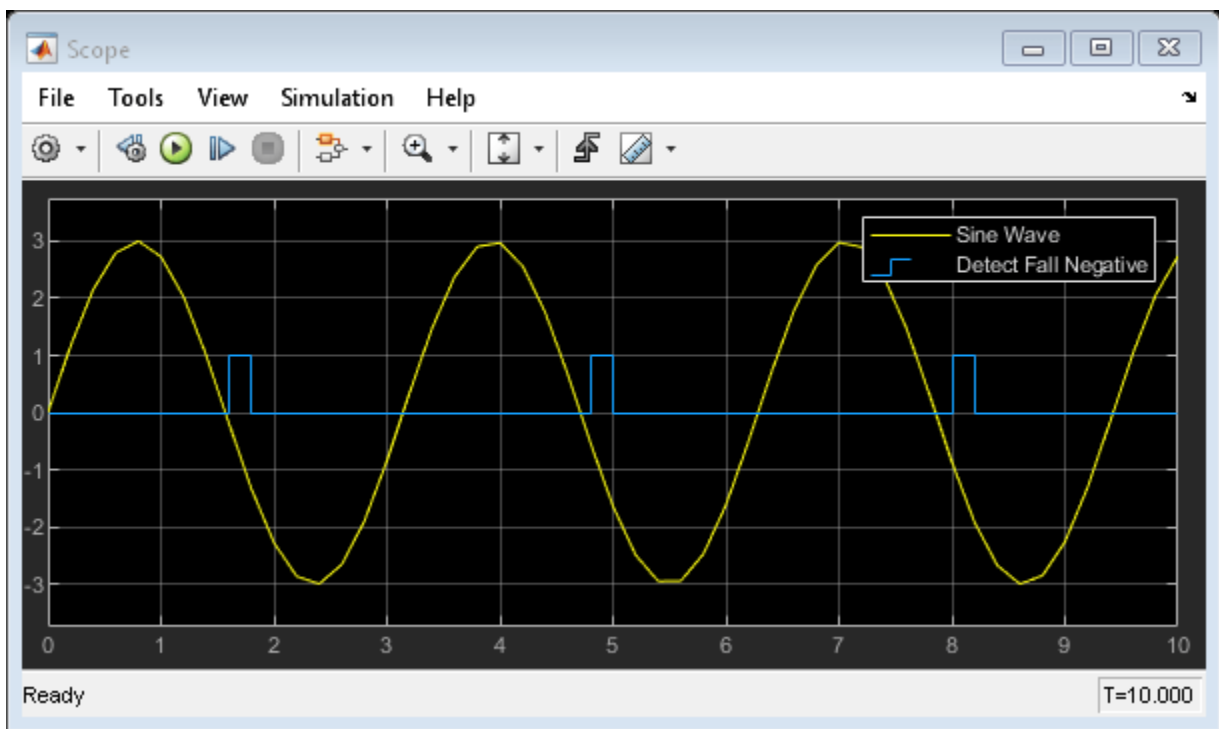 Scope
File Tools View Simulation Help
Sine Wave
Detect Fall Negative
3
2
1
0
-1
-2
-3
0 1 2 3 4 5 6 7 8 9 10
Ready T=10.000